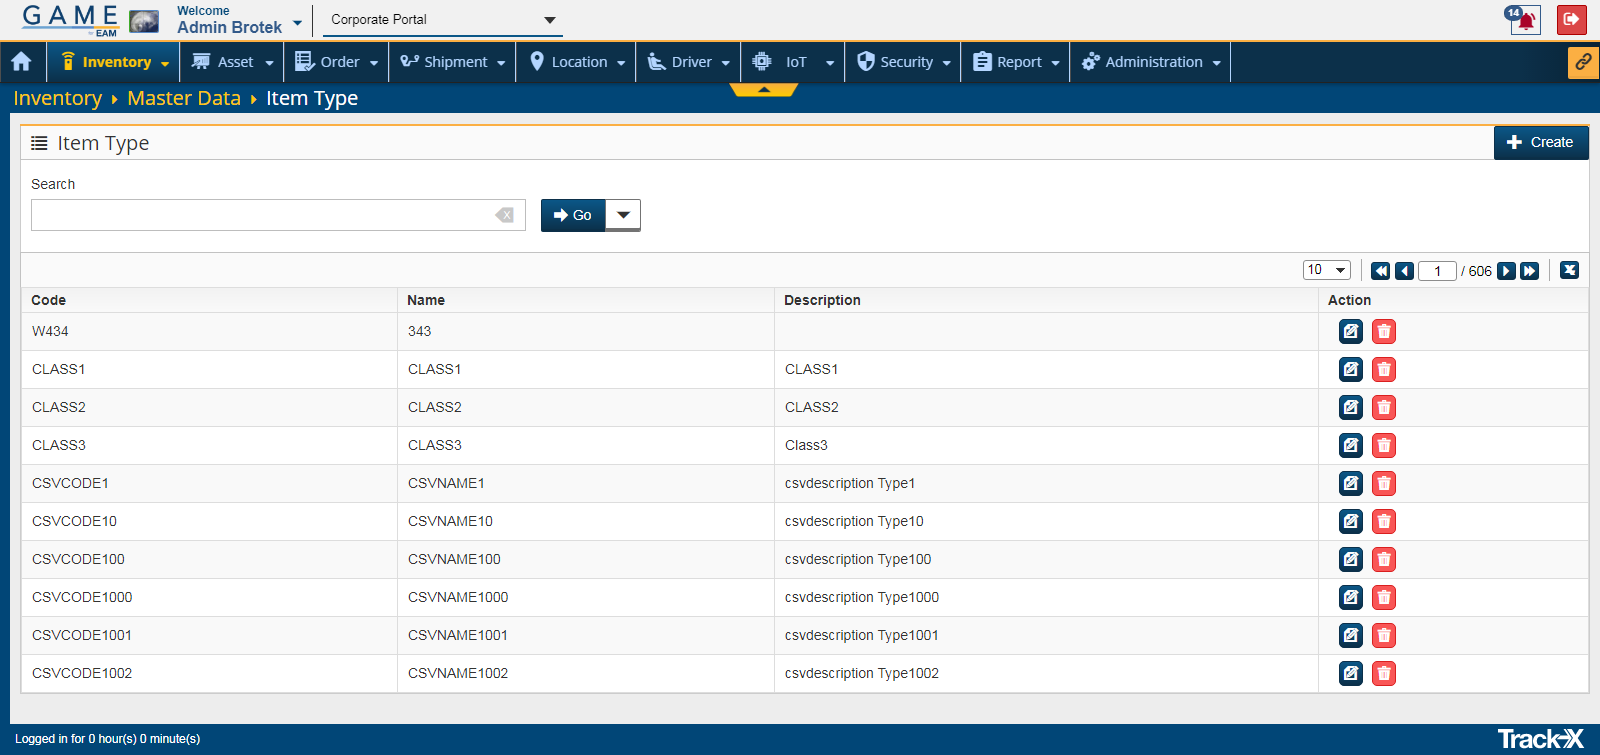 GAME
by EAM
Welcome
Admin Brotek
Corporate Portal
14
Inventory
Asset
Order
Shipment
Location
Driver
IoT
Security
Report
Administration
Inventory Master Data Item Type
Item Type
Create
Search
Go
10
1 / 606
Code Name Description Action
W434 343
CLASS1 CLASS1 CLASS1
CLASS2 CLASS2 CLASS2
CLASS3 CLASS3 Class3
CSVCODE1 CSVNAME1 csvdescription Type1
CSVCODE10 CSVNAME10 csvdescription Type10
CSVCODE100 CSVNAME100 csvdescription Type100
CSVCODE1000 CSVNAME1000 csvdescription Type1000
CSVCODE1001 CSVNAME1001 csvdescription Type1001
CSVCODE1002 CSVNAME1002 csvdescription Type1002
Logged in for 0 hour(s) 0 minute(s)
Track-X